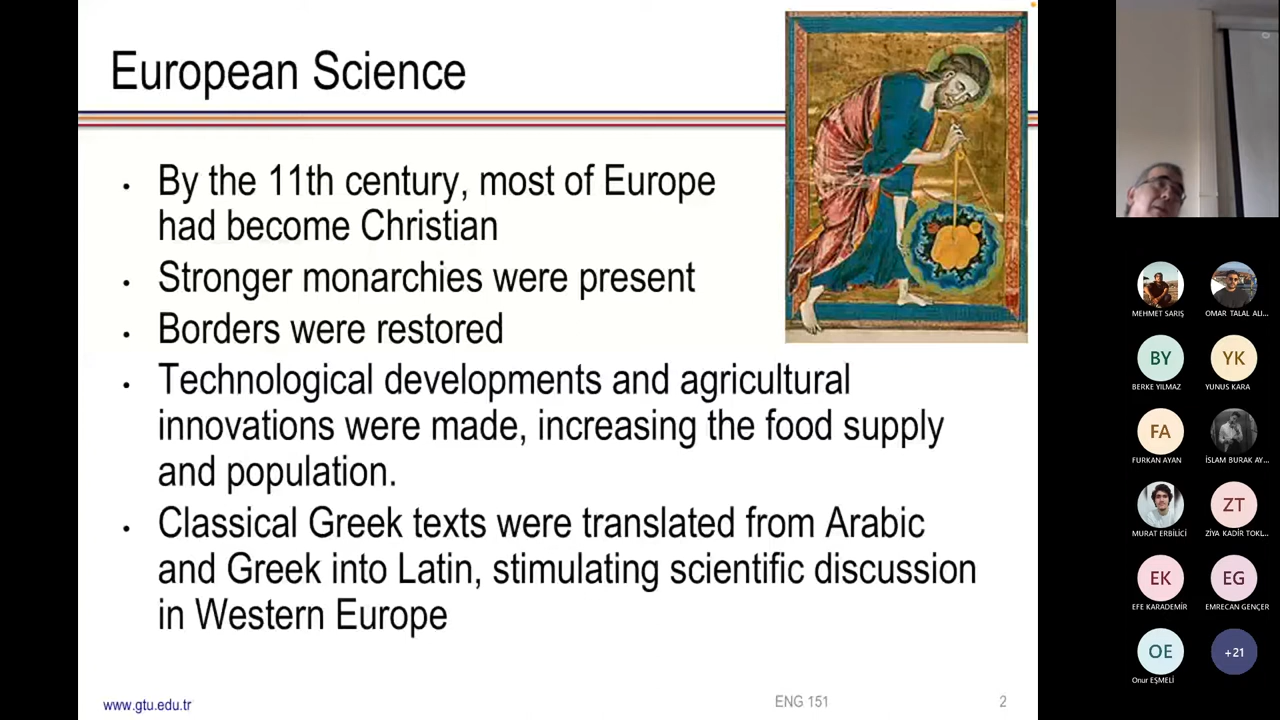 European Science
• By the 11th century, most of Europe
had become Christian
• Stronger monarchies were present
• Borders were restored
• Technological developments and agricultural
innovations were made, increasing the food supply
and population.
• Classical Greek texts were translated from Arabic
and Greek into Latin, stimulating scientific discussion
in Western Europe
www.gtu.edu.tr
ENG 151
2
MEHMET SARIŞ
OMAR TALAL ALI...
BY
YK
BERKE YILMAZ
YUNUS KARA
FA
FURKAN AYAN
İSLAM BURAK AY...
ZT
MURAT ERBİLİCİ
ZİYA KADİR TOKL...
EK
EG
EFE KARADEMİR
EMRECAN GENÇER
OE
+21
Onur EŞMELİ